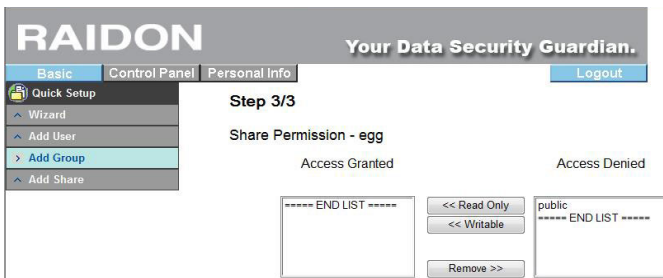 RAIDON
Your Data Security Guardian.
Basic Control Panel Personal Info Logout
Quick Setup
Wizard
Add User
Add Group
Add Share
Step 3/3
Share Permission - egg
Access Granted Access Denied
===== END LIST ===== << Read Only public
<< Writable ===== END LIST =====
Remove >>